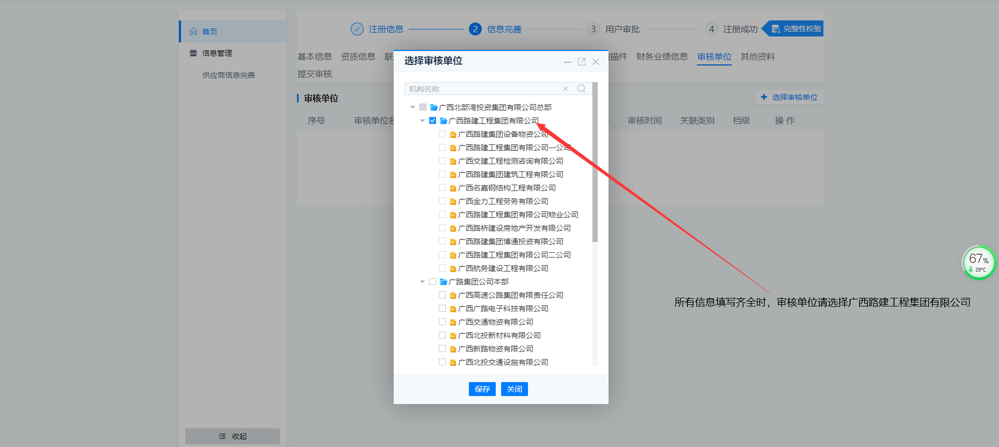 首页
信息管理
供应商信息完善
收起
注册信息
2 信息完善
3 用户审批
4 注册成功
完整性校验
基本信息 资质信息 联
描件 财务业绩信息 审核单位 其他资料
提交审核
审核单位
选择审核单位
序号 审核单位名
审核时间 关联类别 档级 操 作
选择审核单位
机构名称
广西北部湾投资集团有限公司总部
广西路建工程集团有限公司
广西路建集团设备物资公司
广西路建工程集团有限公司一公司
广西交建工程检测咨询有限公司
广西路建集团建筑工程有限公司
广西名嘉钢结构工程有限公司
广西金力工程劳务有限公司
广西路建工程集团有限公司物业公司
广西路桥建设房地产开发有限公司
广西路建集团博通投资有限公司
广西路建工程集团有限公司二公司
广西航务建设工程有限公司
广路集团公司本部
广西高速公路集团有限责任公司
广西广路电子科技有限公司
广西交通物资有限公司
广西北投新材料有限公司
广西新路物资有限公司
广西北投交通设施有限公司
保存 关闭
所有信息填写齐全时，审核单位请选择广西路建工程集团有限公司
67%
29°C